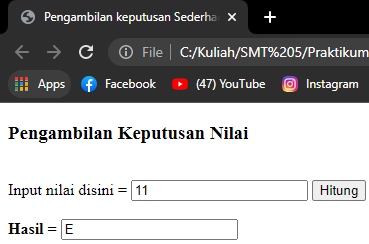 Pengambilan keputusan Sederha
File C:/Kuliah/SMT%205/Praktikum
Apps Facebook (47) YouTube Instagram
Pengambilan Keputusan Nilai
Input nilai disini = 11 Hitung
Hasil = E